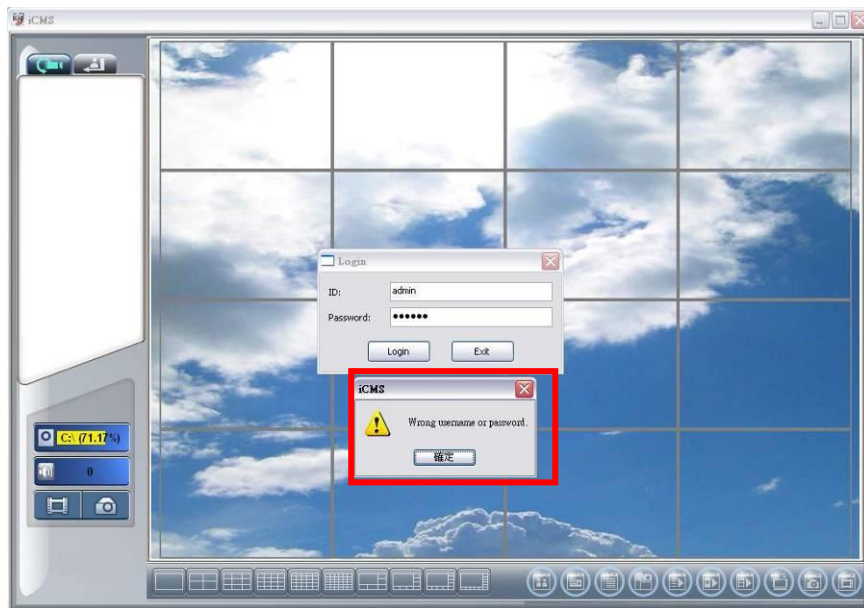 iCMS
Login
ID:
admin
Password:
••••••
Login
Exit
iCMS
Wrong username or password.
確定
C:\ (71.17%)
0